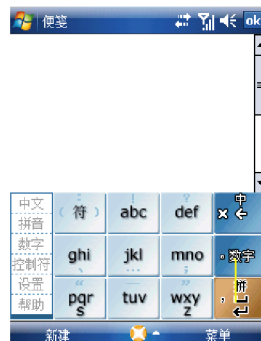 便笺 ok
中文 (符) abc def × ← 中
拼音
数字 ghi jkl mno 。数字
控制符
设置 pqrs tuv wxyz ， 拼
帮助
新建 菜单